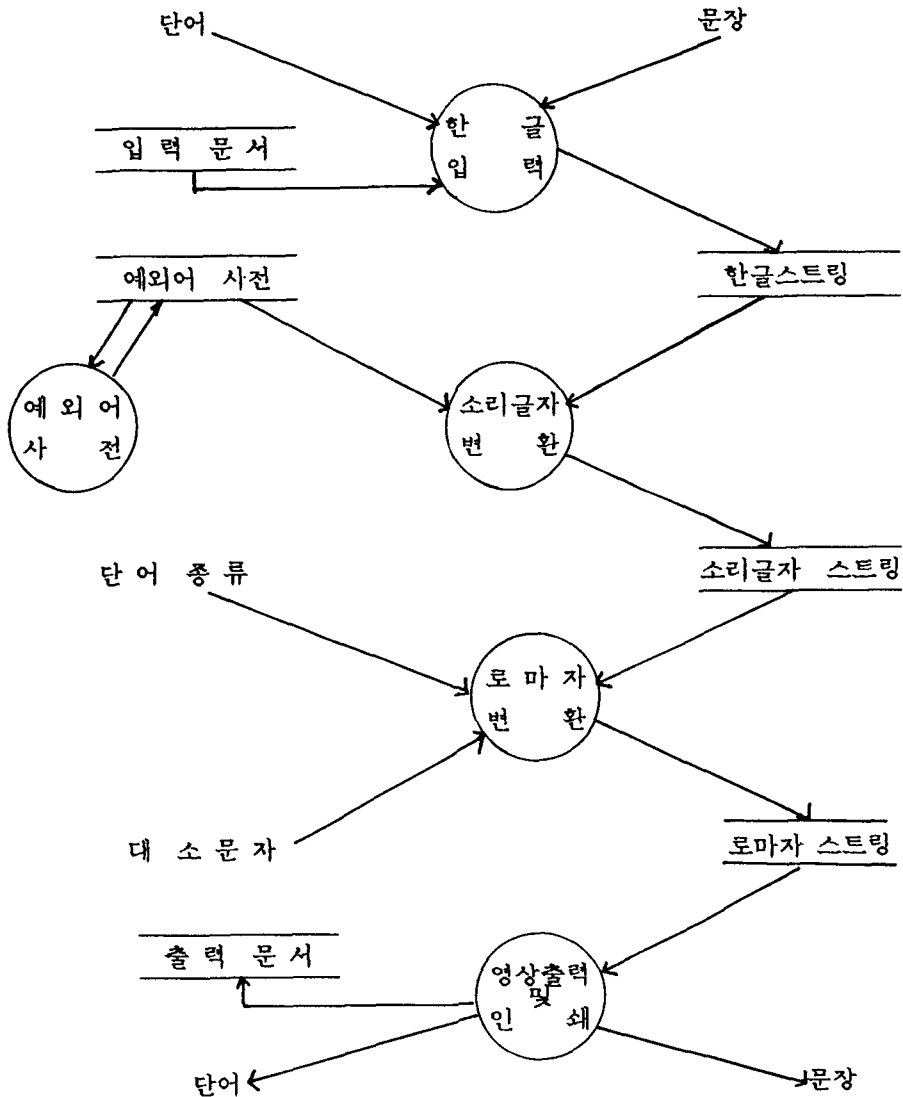 단어
문장
한 글
입 력
입 력 문 서
예외어 사전
한글스트링
예 외 어
사 전
소리글자
변 환
단 어 종 류
소리글자 스트링
로 마 자
변 환
대 소 문 자
로마자 스트링
출 력 문 서
영상출력
및
인 쇄
단어
문장